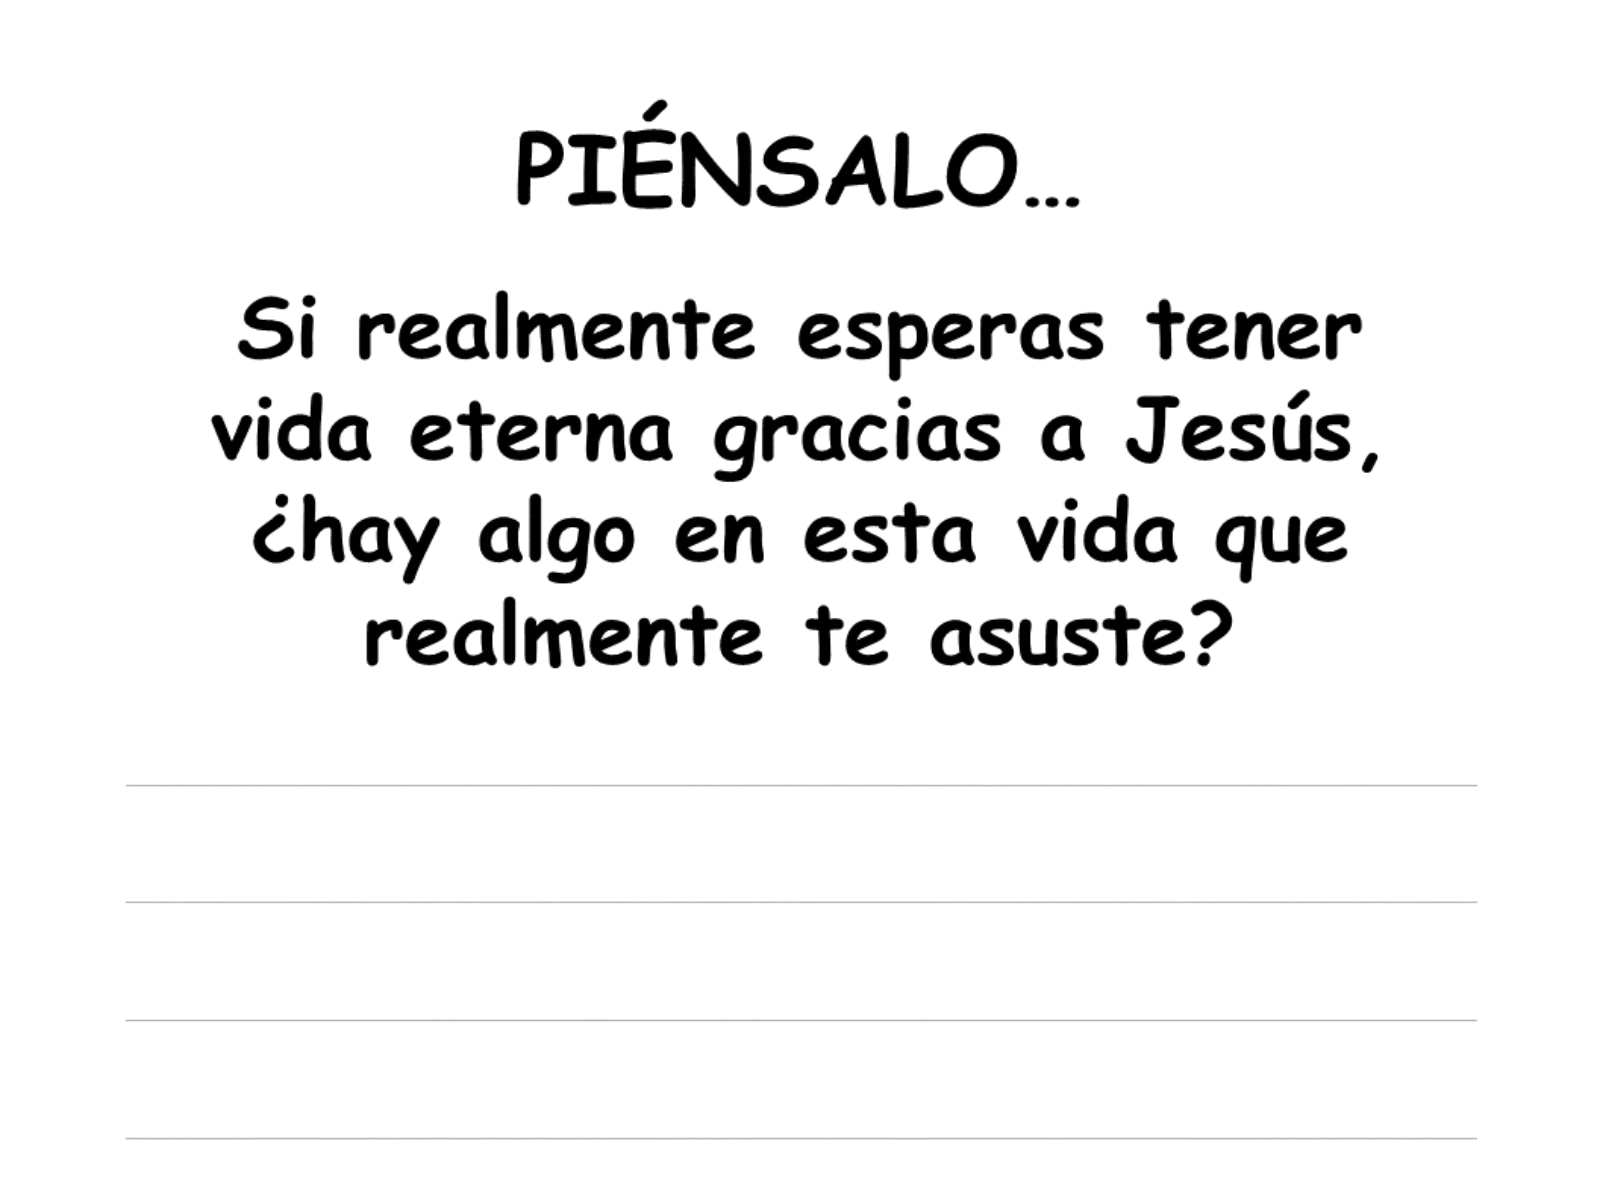 PIÉNSALO…
Si realmente esperas tener
vida eterna gracias a Jesús,
¿hay algo en esta vida que
realmente te asuste?